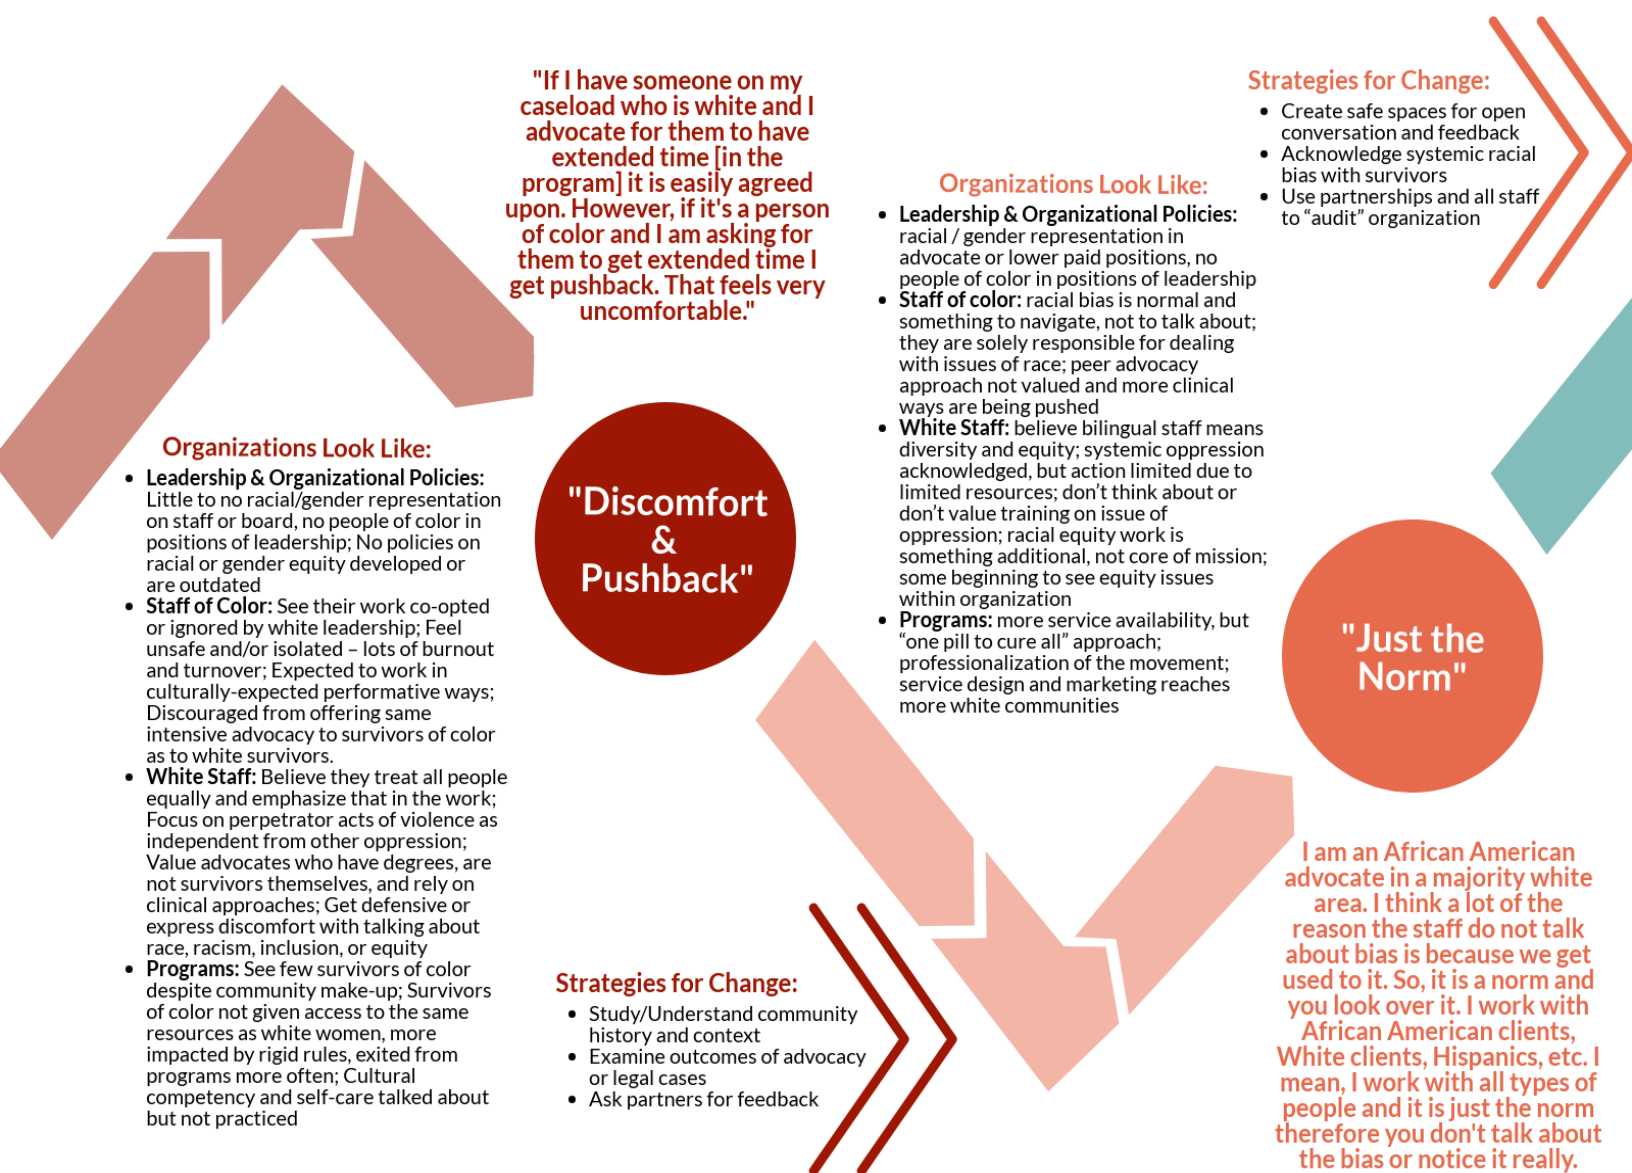 "If I have someone on my
caseload who is white and I
advocate for them to have
extended time [in the
program] it is easily agreed
upon. However, if it's a person
of color and I am asking for
them to get extended time I
get pushback. That feels very
uncomfortable."
Organizations Look Like:
• Leadership & Organizational Policies:
Little to no racial/gender representation
on staff or board, no people of color in
positions of leadership; No policies on
racial or gender equity developed or
are outdated
• Staff of Color: See their work co-opted
or ignored by white leadership; Feel
unsafe and/or isolated – lots of burnout
and turnover; Expected to work in
culturally-expected performative ways;
Discouraged from offering same
intensive advocacy to survivors of color
as to white survivors.
• White Staff: Believe they treat all people
equally and emphasize that in the work;
Focus on perpetrator acts of violence as
independent from other oppression;
Value advocates who have degrees, are
not survivors themselves, and rely on
clinical approaches; Get defensive or
express discomfort with talking about
race, racism, inclusion, or equity
• Programs: See few survivors of color
despite community make-up; Survivors
of color not given access to the same
resources as white women, more
impacted by rigid rules, exited from
programs more often; Cultural
competency and self-care talked about
but not practiced
"Discomfort
&
Pushback"
Strategies for Change:
• Study/Understand community
history and context
• Examine outcomes of advocacy
or legal cases
• Ask partners for feedback
Organizations Look Like:
• Leadership & Organizational Policies:
racial / gender representation in
advocate or lower paid positions, no
people of color in positions of leadership
• Staff of color: racial bias is normal and
something to navigate, not to talk about;
they are solely responsible for dealing
with issues of race; peer advocacy
approach not valued and more clinical
ways are being pushed
• White Staff: believe bilingual staff means
diversity and equity; systemic oppression
acknowledged, but action limited due to
limited resources; don’t think about or
don’t value training on issue of
oppression; racial equity work is
something additional, not core of mission;
some beginning to see equity issues
within organization
• Programs: more service availability, but
“one pill to cure all” approach;
professionalization of the movement;
service design and marketing reaches
more white communities
Strategies for Change:
• Create safe spaces for open
conversation and feedback
• Acknowledge systemic racial
bias with survivors
• Use partnerships and all staff
to “audit” organization
"Just the
Norm"
I am an African American
advocate in a majority white
area. I think a lot of the
reason the staff do not talk
about bias is because we get
used to it. So, it is a norm and
you look over it. I work with
African American clients,
White clients, Hispanics, etc. I
mean, I work with all types of
people and it is just the norm
therefore you don't talk about
the bias or notice it really.